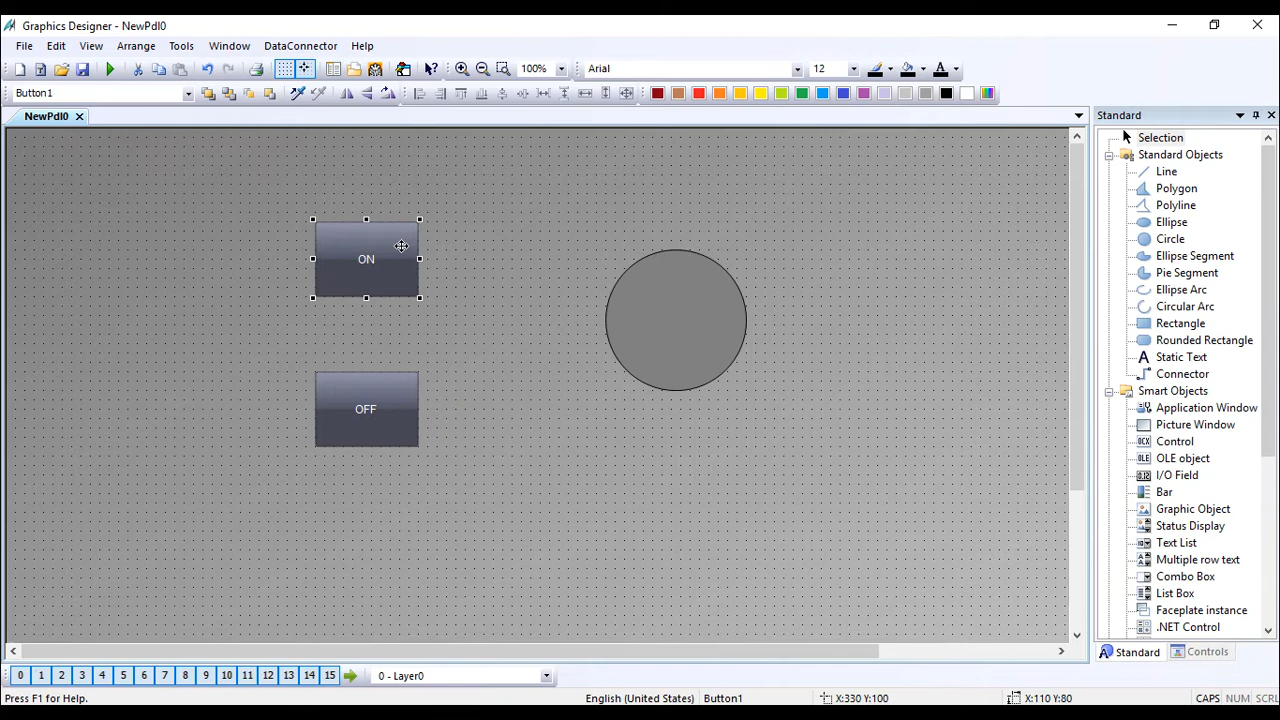 Graphics Designer - NewPdl0
File Edit View Arrange Tools Window DataConnector Help
100% Arial 12
Button1
NewPdl0
Standard
Selection
Standard Objects
Line
Polygon
Polyline
Ellipse
Circle
Ellipse Segment
Pie Segment
Ellipse Arc
Circular Arc
Rectangle
Rounded Rectangle
Static Text
Connector
Smart Objects
Application Window
Picture Window
Control
OLE object
I/O Field
Bar
Graphic Object
Status Display
Text List
Multiple row text
Combo Box
List Box
Faceplate instance
.NET Control
Standard Controls
ON
OFF
0 1 2 3 4 5 6 7 8 9 10 11 12 13 14 15 0 - Layer0
Press F1 for Help. English (United States) Button1 X:330 Y:100 X:110 Y:80 CAPS NUM SCRL